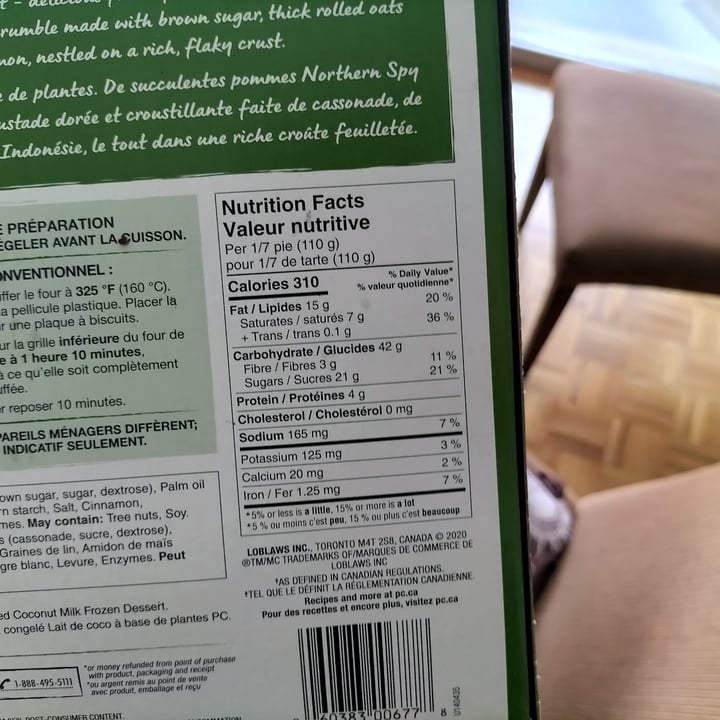 crumble made with brown sugar, thick rolled oats
nestled on a rich, flaky crust.
de plantes. De succulentes pommes Northern Spy
dorée et croustillante faite de cassonade, de
Indonésie, le tout dans une riche croûte feuilletée.
PRÉPARATION
AVANT LA CUISSON.
le four à 325 °F (160 °C).
pellicule plastique. Placer la
une plaque à biscuits.
la grille inférieure du four de
à 1 heure 10 minutes,
à ce qu'elle soit complètement
reposer 10 minutes.
MÉNAGERS DIFFÈRENT;
INDICATIF SEULEMENT.
Nutrition Facts
Valeur nutritive
Per 1/7 pie (110 g)
pour 1/7 de tarte (110 g)
Calories 310
% Daily Value*
% valeur quotidienne*
Fat / Lipides 15 g 20 %
Saturates / saturés 7 g
+ Trans / trans 0.1 g 36 %
Carbohydrate / Glucides 42 g
Fibre / Fibres 3 g 11 %
Sugars / Sucres 21 g 21 %
Protein / Protéines 4 g
Cholesterol / Cholestérol 0 mg
Sodium 165 mg 7 %
Potassium 125 mg 3 %
Calcium 20 mg 2 %
Iron / Fer 1.25 mg 7 %
*5% or less is a little, 15% or more is a lot
*5 % ou moins c'est peu, 15 % ou plus c'est beaucoup
sugar, sugar, dextrose), Palm oil
starch, Salt, Cinnamon,
May contain: Tree nuts, Soy.
(cassonade, sucre, dextrose),
Graines de lin, Amidon de maïs
blanc, Levure, Enzymes. Peut
Coconut Milk Frozen Dessert.
congelé Lait de coco à base de plantes PC.
LOBLAWS INC., TORONTO M4T 2S8, CANADA © 2020
®TM/MC TRADEMARKS OF/MARQUES DE COMMERCE DE
LOBLAWS INC
†AS DEFINED IN CANADIAN REGULATIONS.
†TEL QUE LE DÉFINIT LA RÉGLEMENTATION CANADIENNE.
Recipes and more at pc.ca
Pour des recettes et encore plus, visitez pc.ca
1-888-495-5111
*or money refunded from point of purchase
with product, packaging and receipt
*ou argent remis au point de vente
avec produit, emballage et reçu
POST-CONSUMER CONTENT.
60383 00677 8
U140435